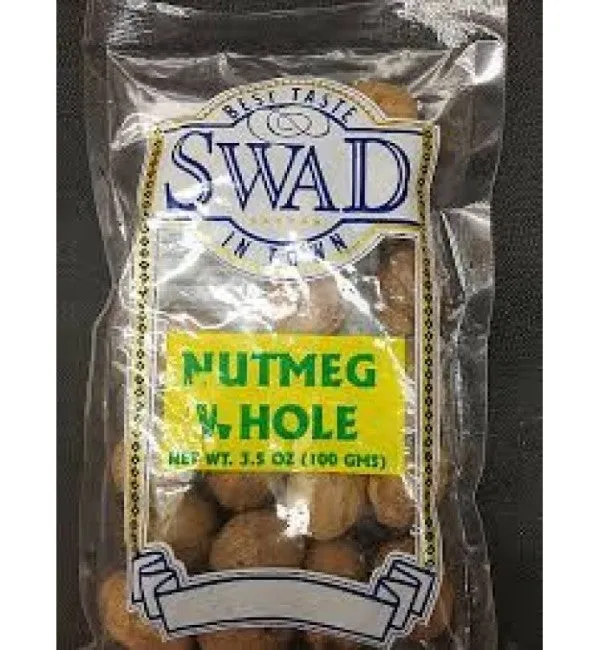 BEST TASTE
SWAD
IN TOWN
NUTMEG
WHOLE
NET WT. 3.5 OZ (100 GMS)